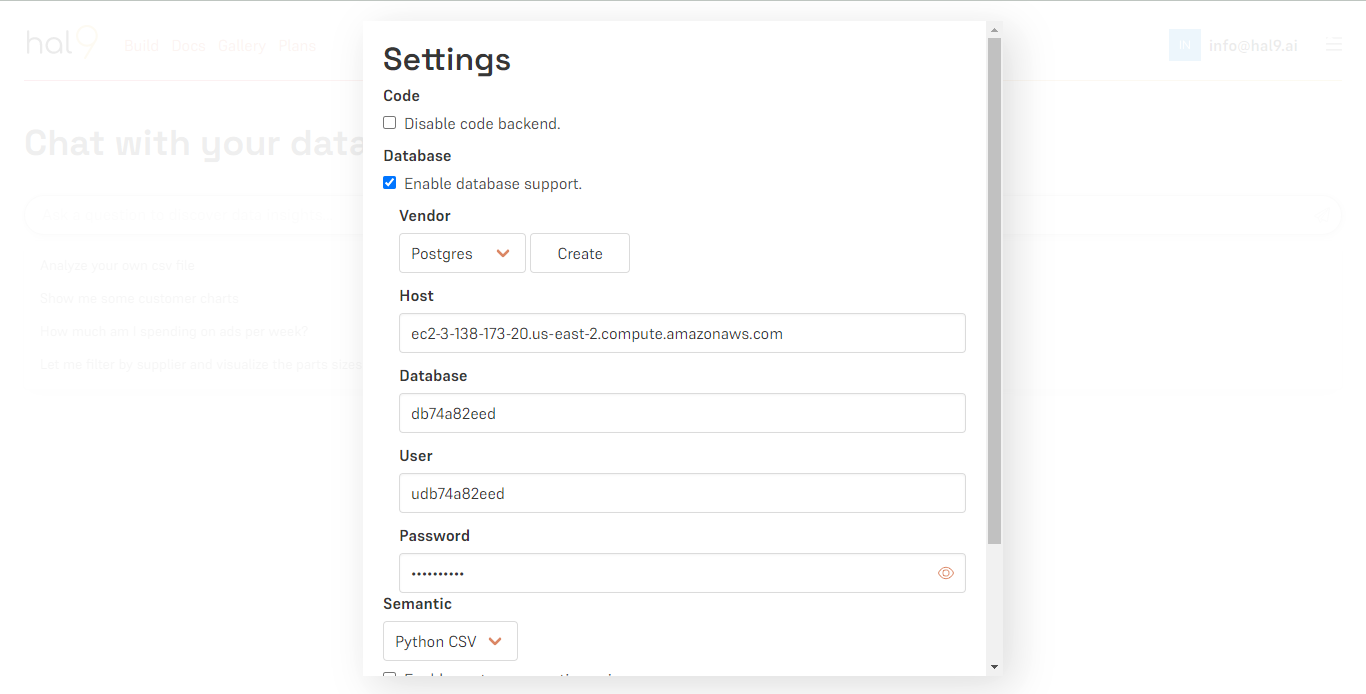 hal9 Build Docs Gallery Plans IN info@hal9.ai
Chat with your data
Analyze your own csv file
Show me some customer charts
How much am I spending on ads per week?
Let me filter by supplier and visualize the parts sizes
Settings
Code
Disable code backend.
Database
Enable database support.
Vendor
Postgres Create
Host
ec2-3-138-173-20.us-east-2.compute.amazonaws.com
Database
db74a82eed
User
udb74a82eed
Password
••••••••••
Semantic
Python CSV